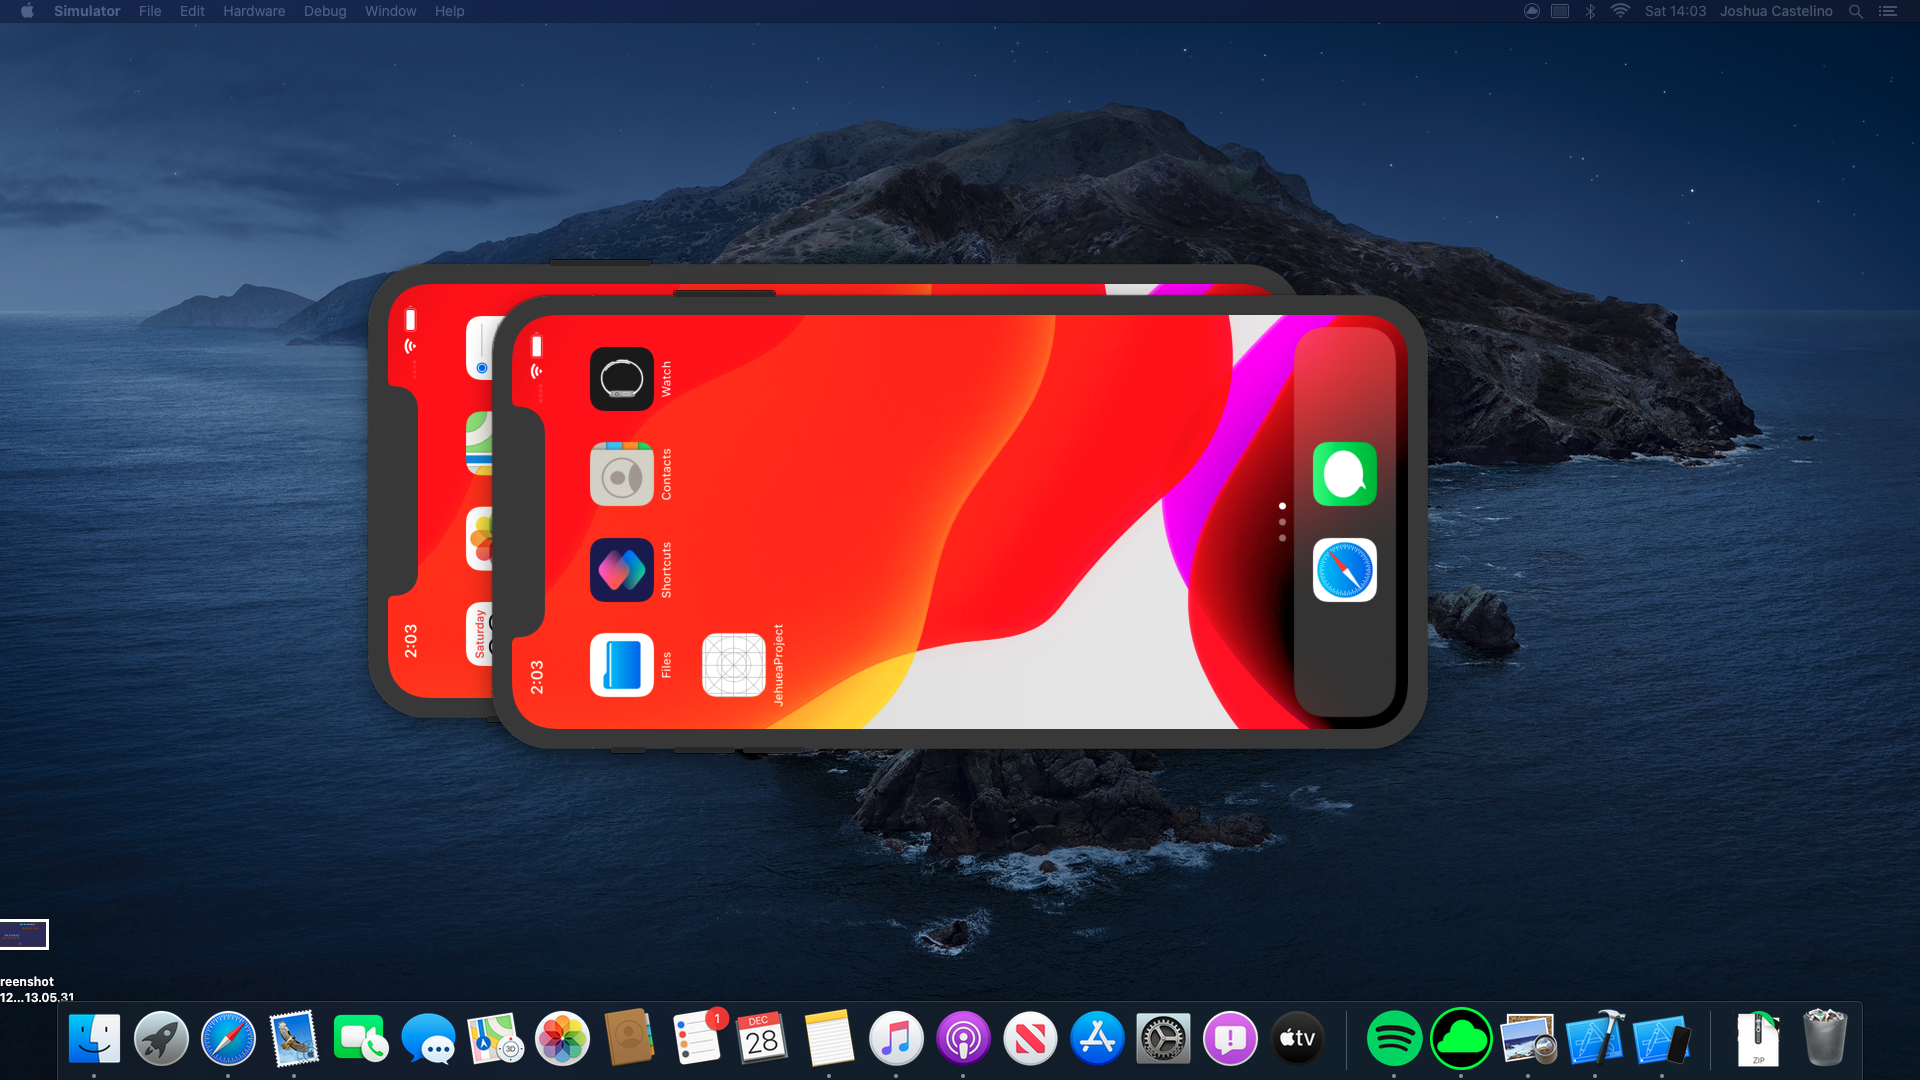 Simulator File Edit Hardware Debug Window Help
Sat 14:03 Joshua Castelino
2:03
Saturday
2:03
Watch
Contacts
Shortcuts
Files
JehueaProject
reenshot
12...13.05.31
3D
1
DEC
28
tv
ZIP